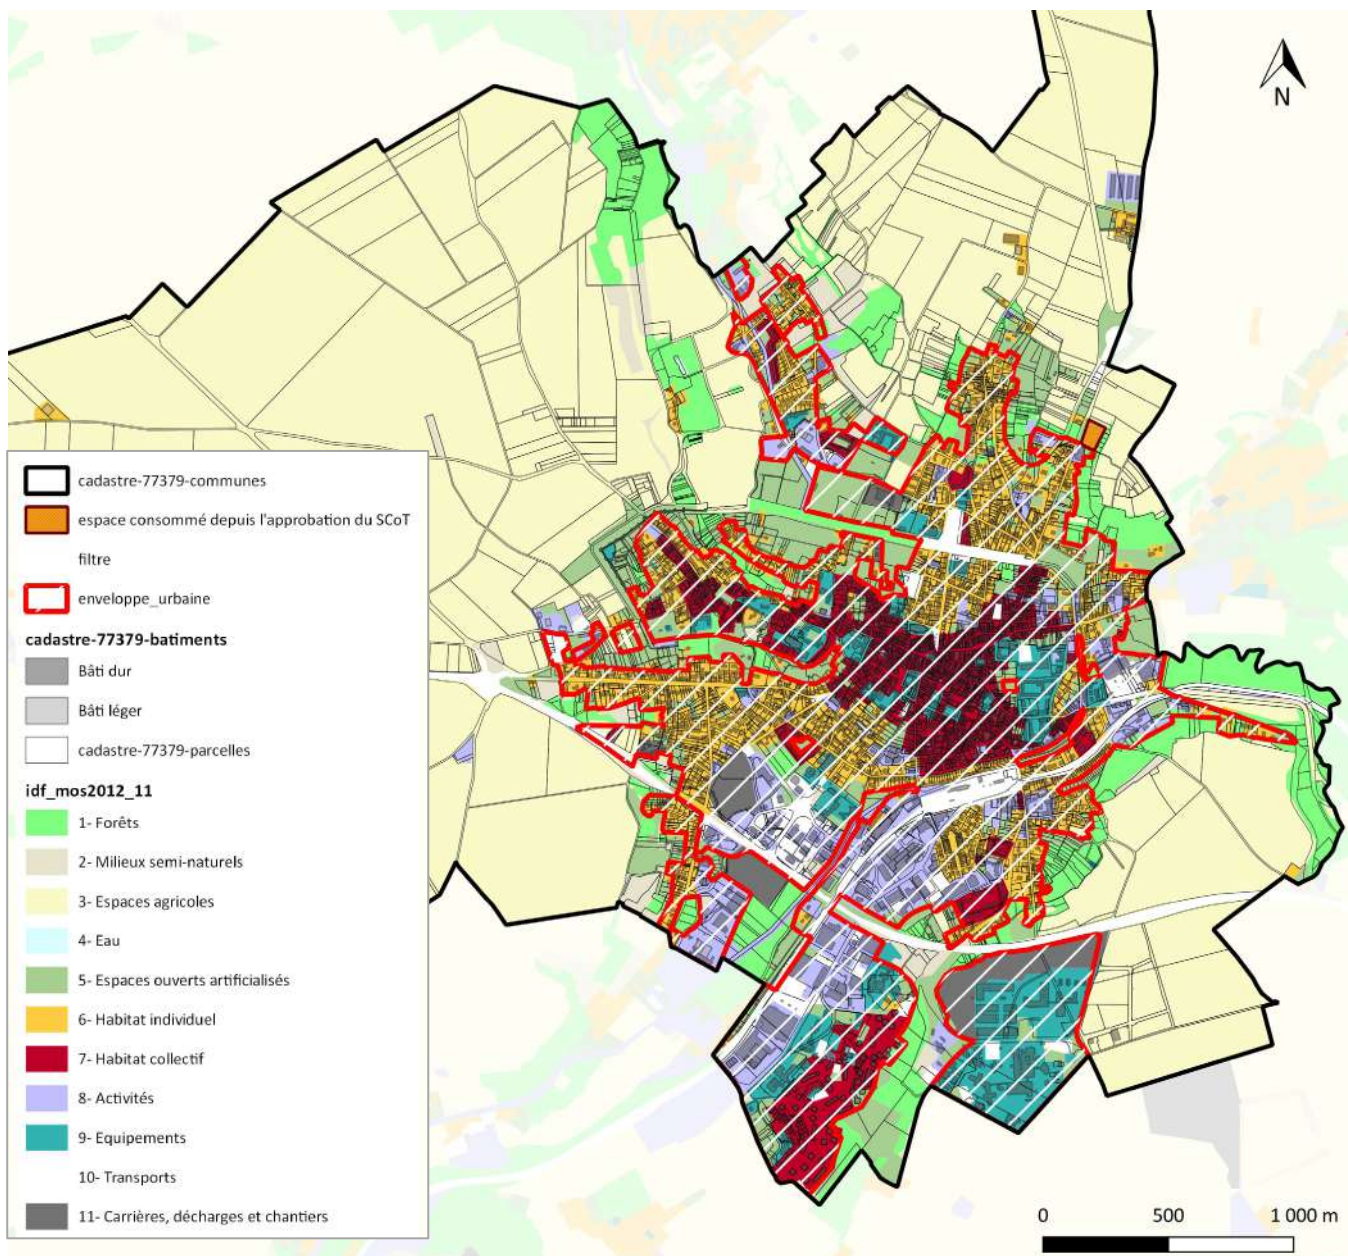 N
cadastre-77379-communes
espace consommé depuis l'approbation du SCoT
filtre
enveloppe_urbaine
cadastre-77379-batiments
Bâti dur
Bâti léger
cadastre-77379-parcelles
idf_mos2012_11
1- Forêts
2- Milieux semi-naturels
3- Espaces agricoles
4- Eau
5- Espaces ouverts artificialisés
6- Habitat individuel
7- Habitat collectif
8- Activités
9- Equipements
10- Transports
11- Carrières, décharges et chantiers
0 500 1 000 m